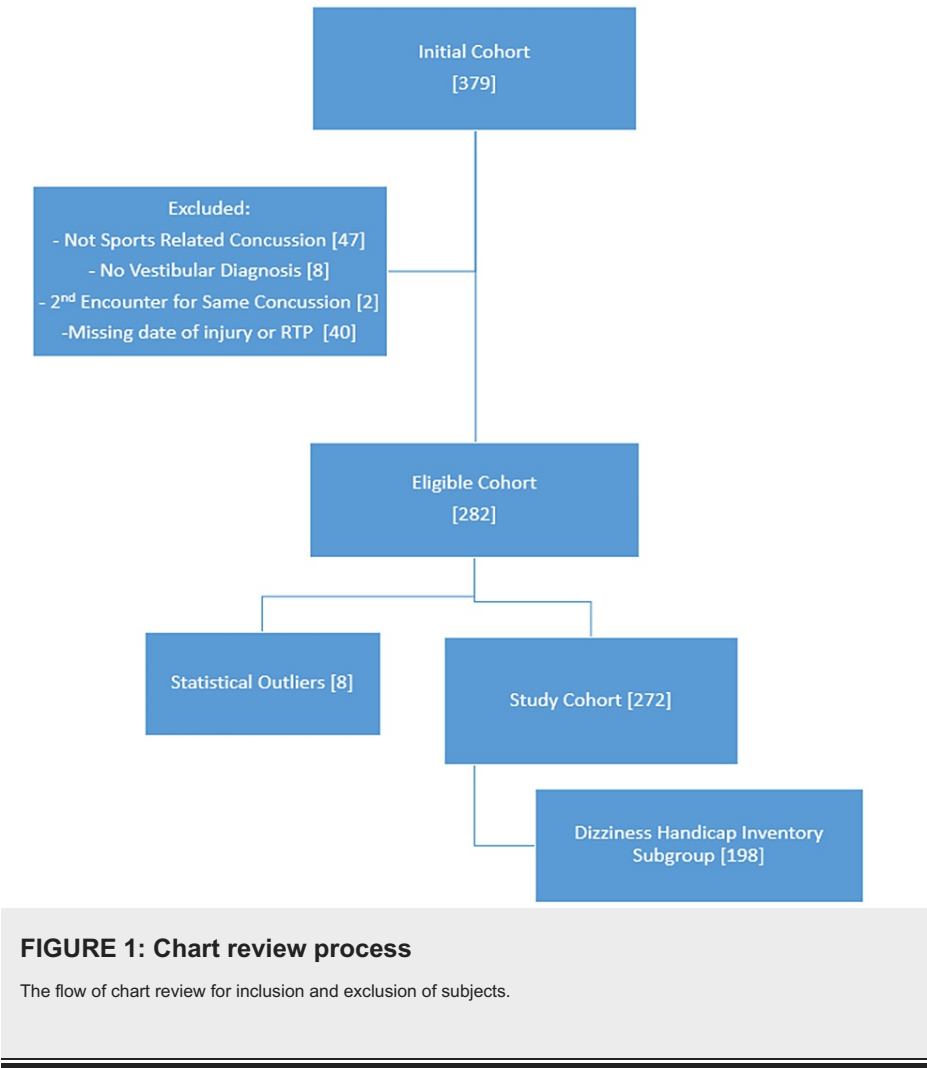 Initial Cohort
[379]
Excluded:
- Not Sports Related Concussion [47]
- No Vestibular Diagnosis [8]
- 2nd Encounter for Same Concussion [2]
-Missing date of injury or RTP [40]
Eligible Cohort
[282]
Statistical Outliers [8]
Study Cohort [272]
Dizziness Handicap Inventory
Subgroup [198]
FIGURE 1: Chart review process
The flow of chart review for inclusion and exclusion of subjects.